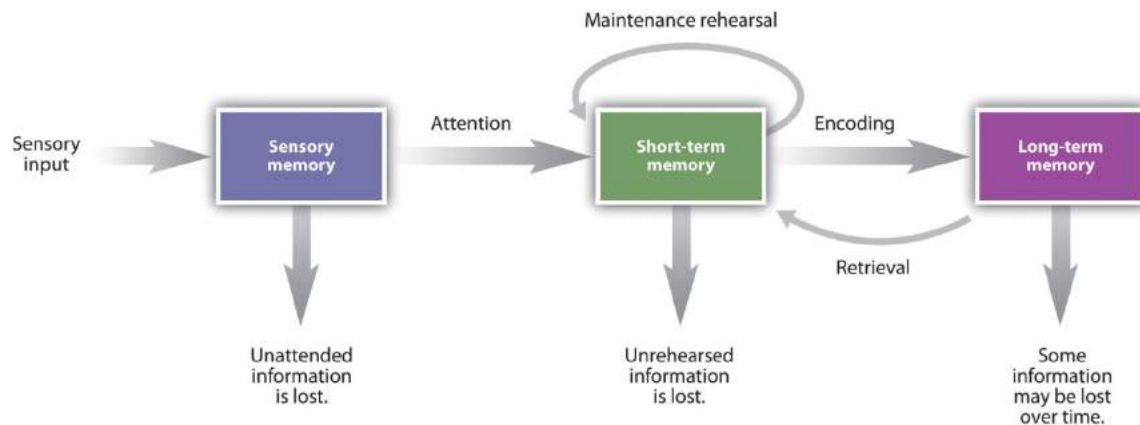 Maintenance rehearsal
Sensory
input
Sensory
memory
Attention
Short-term
memory
Encoding
Long-term
memory
Retrieval
Unattended
information
is lost.
Unrehearsed
information
is lost.
Some
information
may be lost
over time.